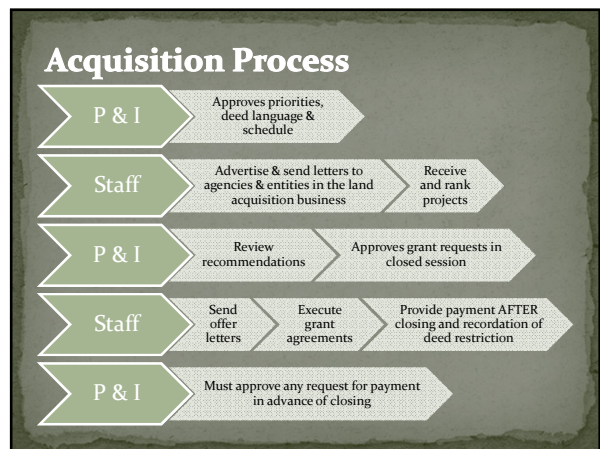 Acquisition Process
P & I
Approves priorities,
deed language &
schedule
Staff
Advertise & send letters to
agencies & entities in the land
acquisition business
Receive
and rank
projects
P & I
Review
recommendations
Approves grant requests in
closed session
Staff
Send
offer
letters
Execute
grant
agreements
Provide payment AFTER
closing and recordation of
deed restriction
P & I
Must approve any request for payment
in advance of closing